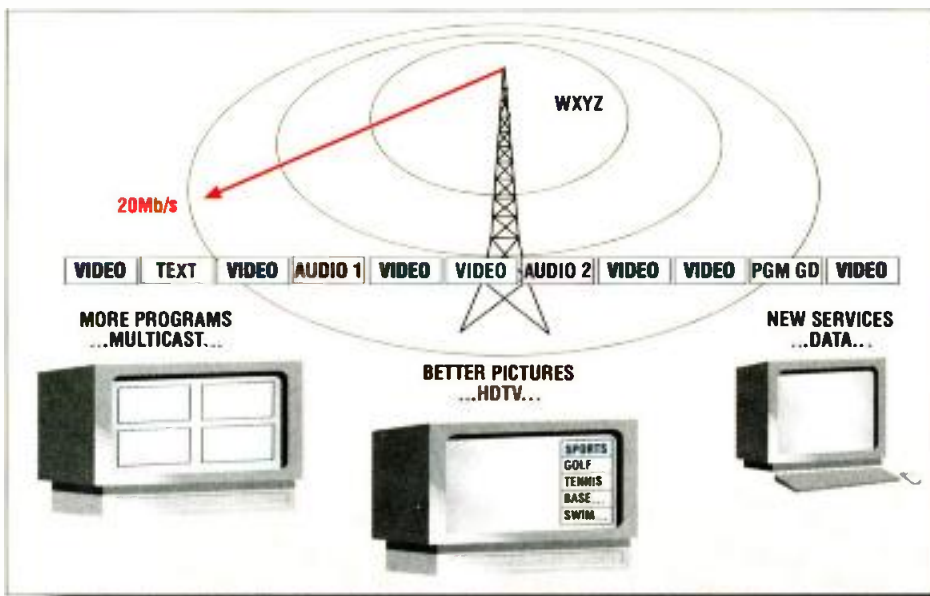 WXYZ
20Mb/s
VIDEO TEXT VIDEO AUDIO 1 VIDEO VIDEO AUDIO 2 VIDEO VIDEO PGM GD VIDEO
MORE PROGRAMS
...MULTICAST...
BETTER PICTURES
...HDTV...
SPORTS
GOLF
TENNIS
BASE...
SWIM...
NEW SERVICES
...DATA...